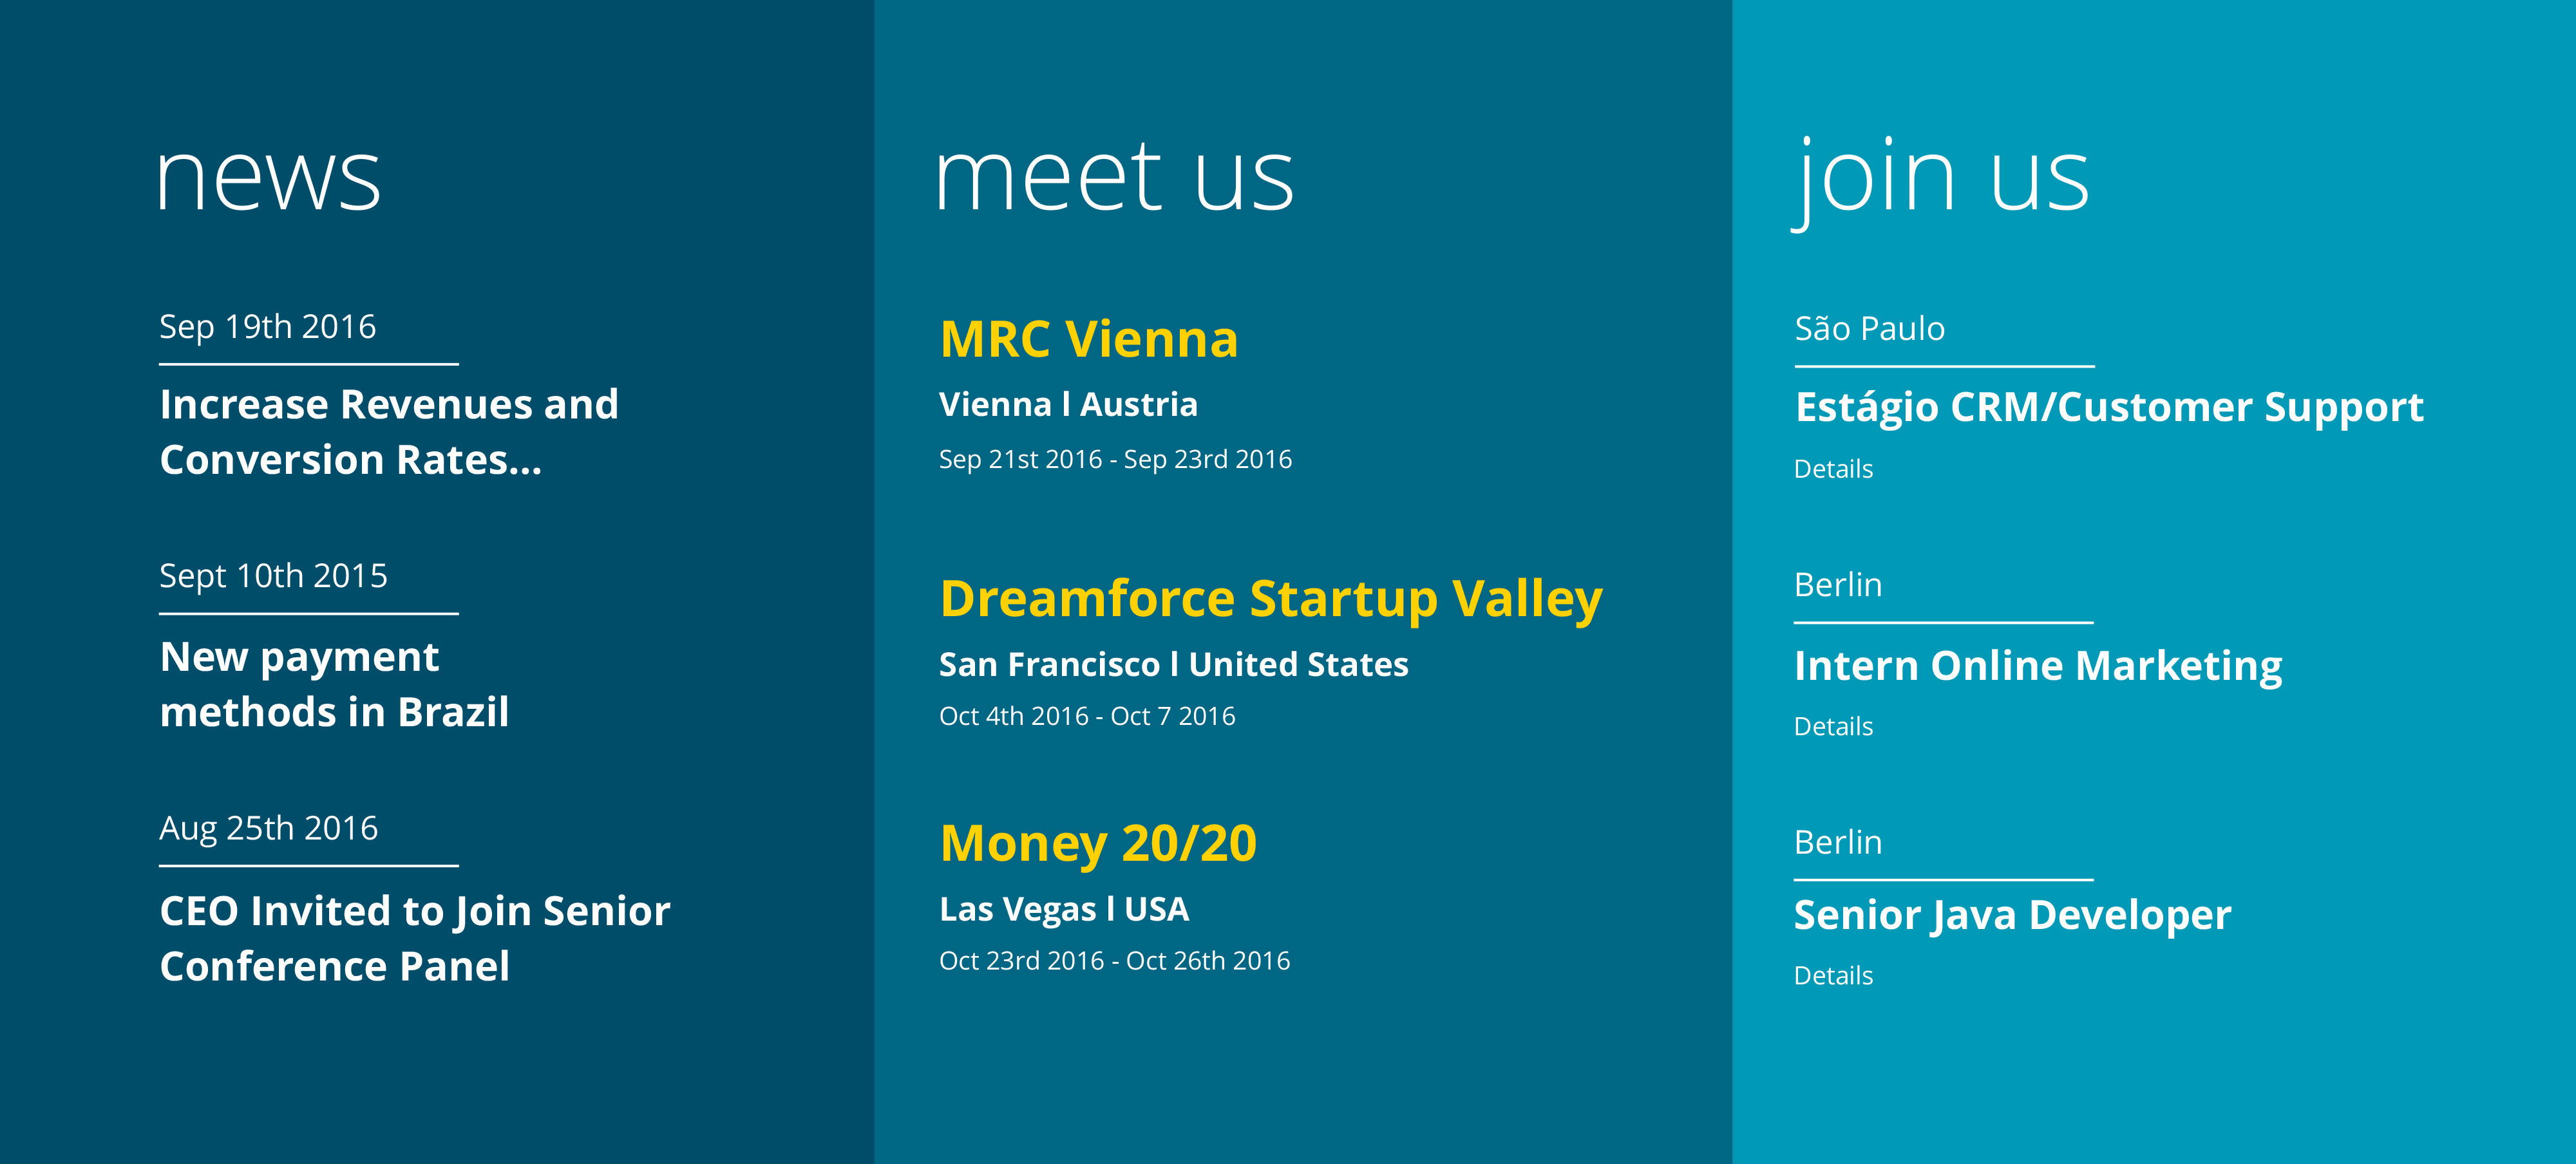 news
Sep 19th 2016
Increase Revenues and
Conversion Rates...
Sept 10th 2015
New payment
methods in Brazil
Aug 25th 2016
CEO Invited to Join Senior
Conference Panel
meet us
MRC Vienna
Vienna l Austria
Sep 21st 2016 - Sep 23rd 2016
Dreamforce Startup Valley
San Francisco l United States
Oct 4th 2016 - Oct 7 2016
Money 20/20
Las Vegas l USA
Oct 23rd 2016 - Oct 26th 2016
join us
São Paulo
Estágio CRM/Customer Support
Details
Berlin
Intern Online Marketing
Details
Berlin
Senior Java Developer
Details